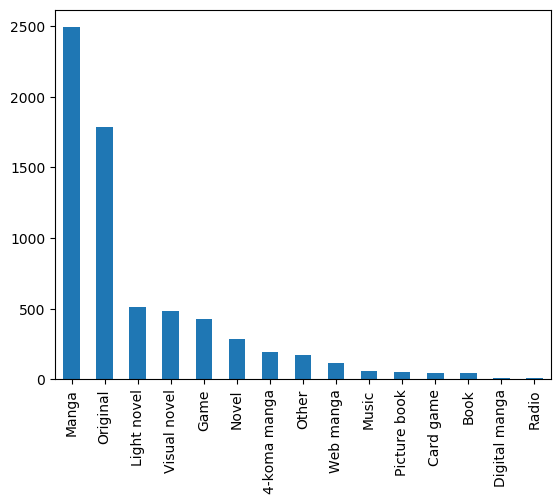 2500
2000
1500
1000
500
0
Manga
Original
Light novel
Visual novel
Game
Novel
4-koma manga
Other
Web manga
Music
Picture book
Card game
Book
Digital manga
Radio